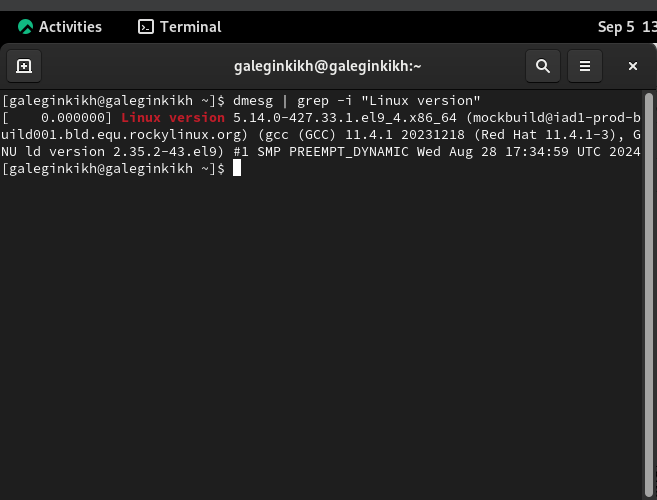 Activities Terminal Sep 5 13
galeginkikh@galeginkikh:~
[galeginkikh@galeginkikh ~]$ dmesg | grep -i "Linux version"
[    0.000000] Linux version 5.14.0-427.33.1.el9_4.x86_64 (mockbuild@iad1-prod-b
uild001.bld.equ.rockylinux.org) (gcc (GCC) 11.4.1 20231218 (Red Hat 11.4.1-3), G
NU ld version 2.35.2-43.el9) #1 SMP PREEMPT_DYNAMIC Wed Aug 28 17:34:59 UTC 2024
[galeginkikh@galeginkikh ~]$